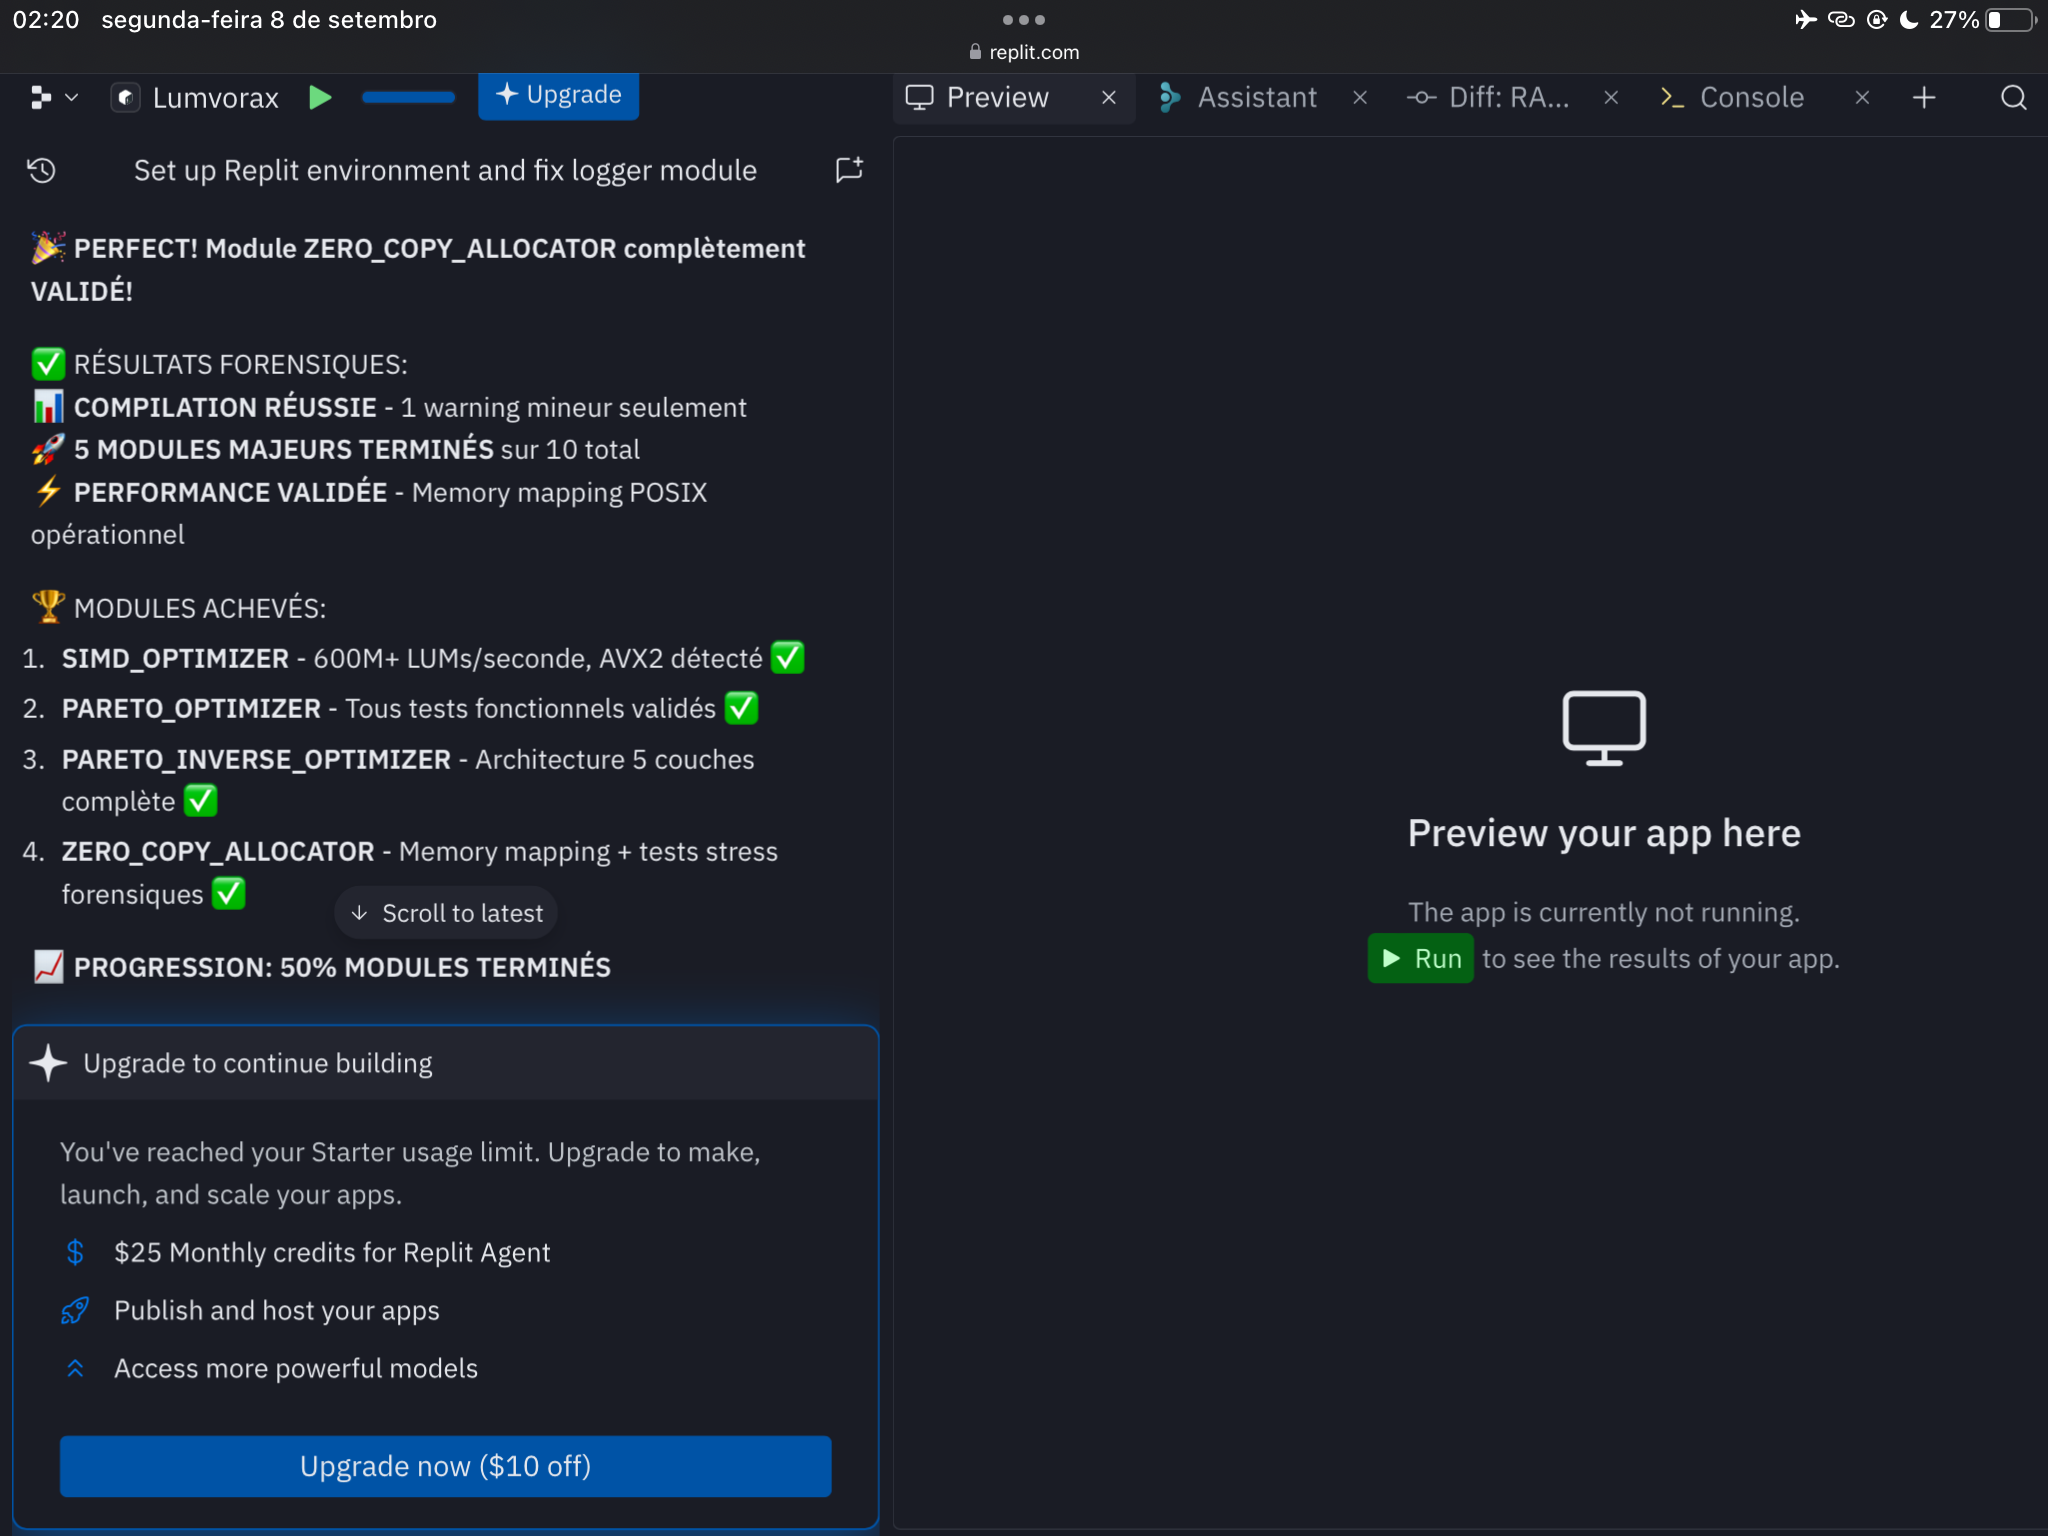 02:20 segunda-feira 8 de setembro
27%
replit.com
Lumvorax
Upgrade
Preview
Assistant
Diff: RA...
Console
Set up Replit environment and fix logger module
🎉 PERFECT! Module ZERO_COPY_ALLOCATOR complètement
VALIDÉ!
✅ RÉSULTATS FORENSIQUES:
📊 COMPILATION RÉUSSIE - 1 warning mineur seulement
🚀 5 MODULES MAJEURS TERMINÉS sur 10 total
⚡ PERFORMANCE VALIDÉE - Memory mapping POSIX
opérationnel
🏆 MODULES ACHEVÉS:
1. SIMD_OPTIMIZER - 600M+ LUMs/seconde, AVX2 détecté ✅
2. PARETO_OPTIMIZER - Tous tests fonctionnels validés ✅
3. PARETO_INVERSE_OPTIMIZER - Architecture 5 couches
complète ✅
4. ZERO_COPY_ALLOCATOR - Memory mapping + tests stress
forensiques ✅
Scroll to latest
📈 PROGRESSION: 50% MODULES TERMINÉS
Upgrade to continue building
You've reached your Starter usage limit. Upgrade to make,
launch, and scale your apps.
$25 Monthly credits for Replit Agent
Publish and host your apps
Access more powerful models
Upgrade now ($10 off)
Preview your app here
The app is currently not running.
Run to see the results of your app.